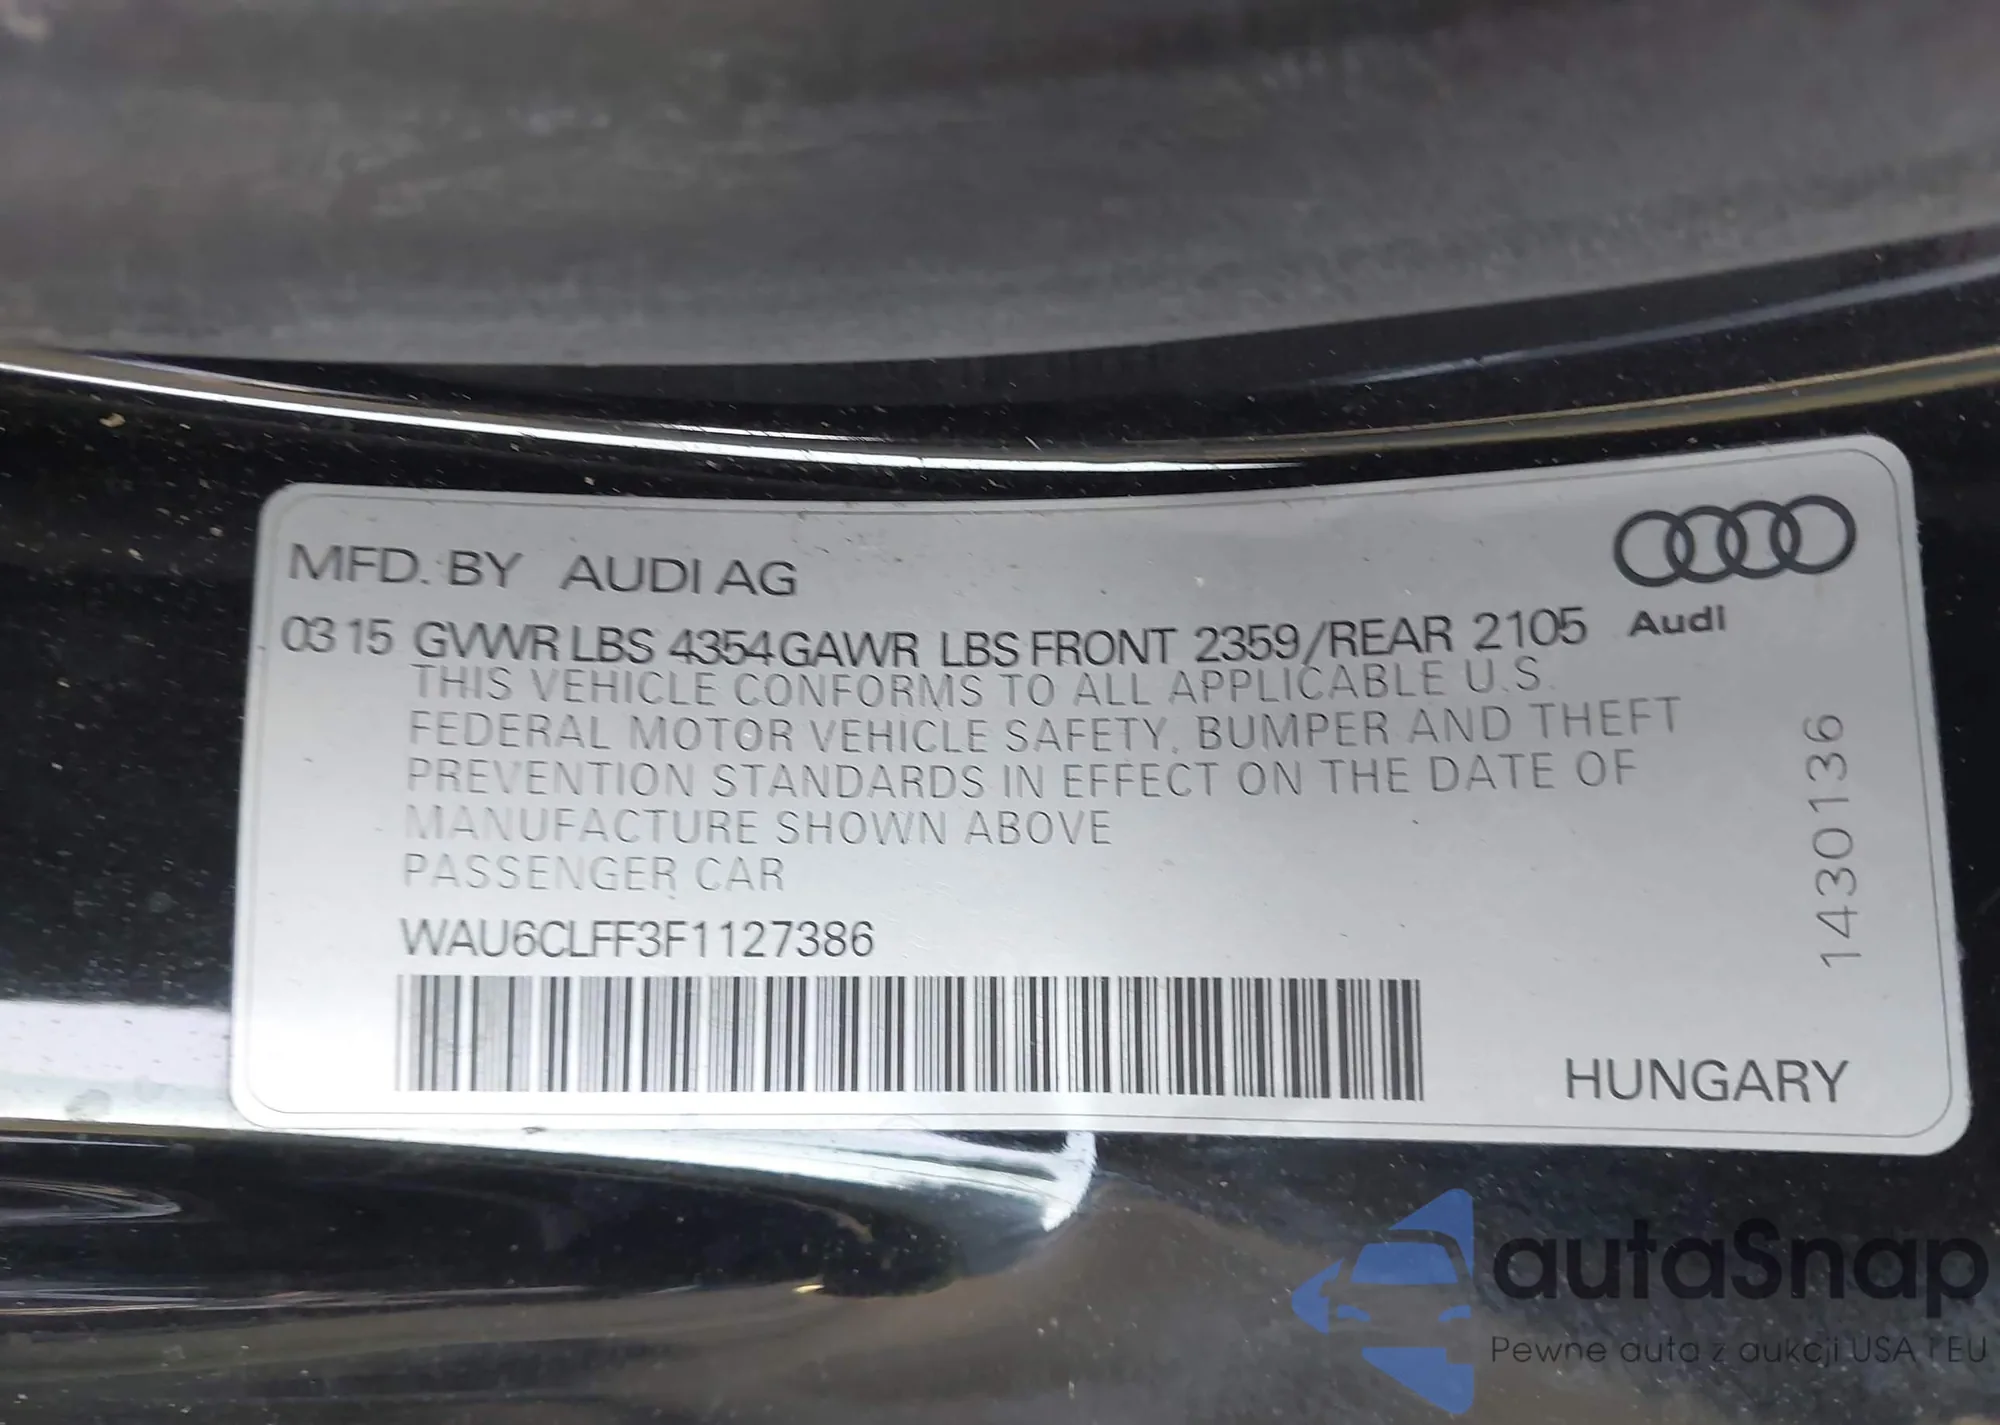 MFD. BY AUDI AG
03 15 GVWR LBS 4354 GAWR LBS FRONT 2359/REAR 2105 Audi
THIS VEHICLE CONFORMS TO ALL APPLICABLE U.S.
FEDERAL MOTOR VEHICLE SAFETY, BUMPER AND THEFT
PREVENTION STANDARDS IN EFFECT ON THE DATE OF
MANUFACTURE SHOWN ABOVE
PASSENGER CAR
WAU6CLFF3F1127386
1430136
HUNGARY
autaSnap
Pewne auta z aukcji USA i EU